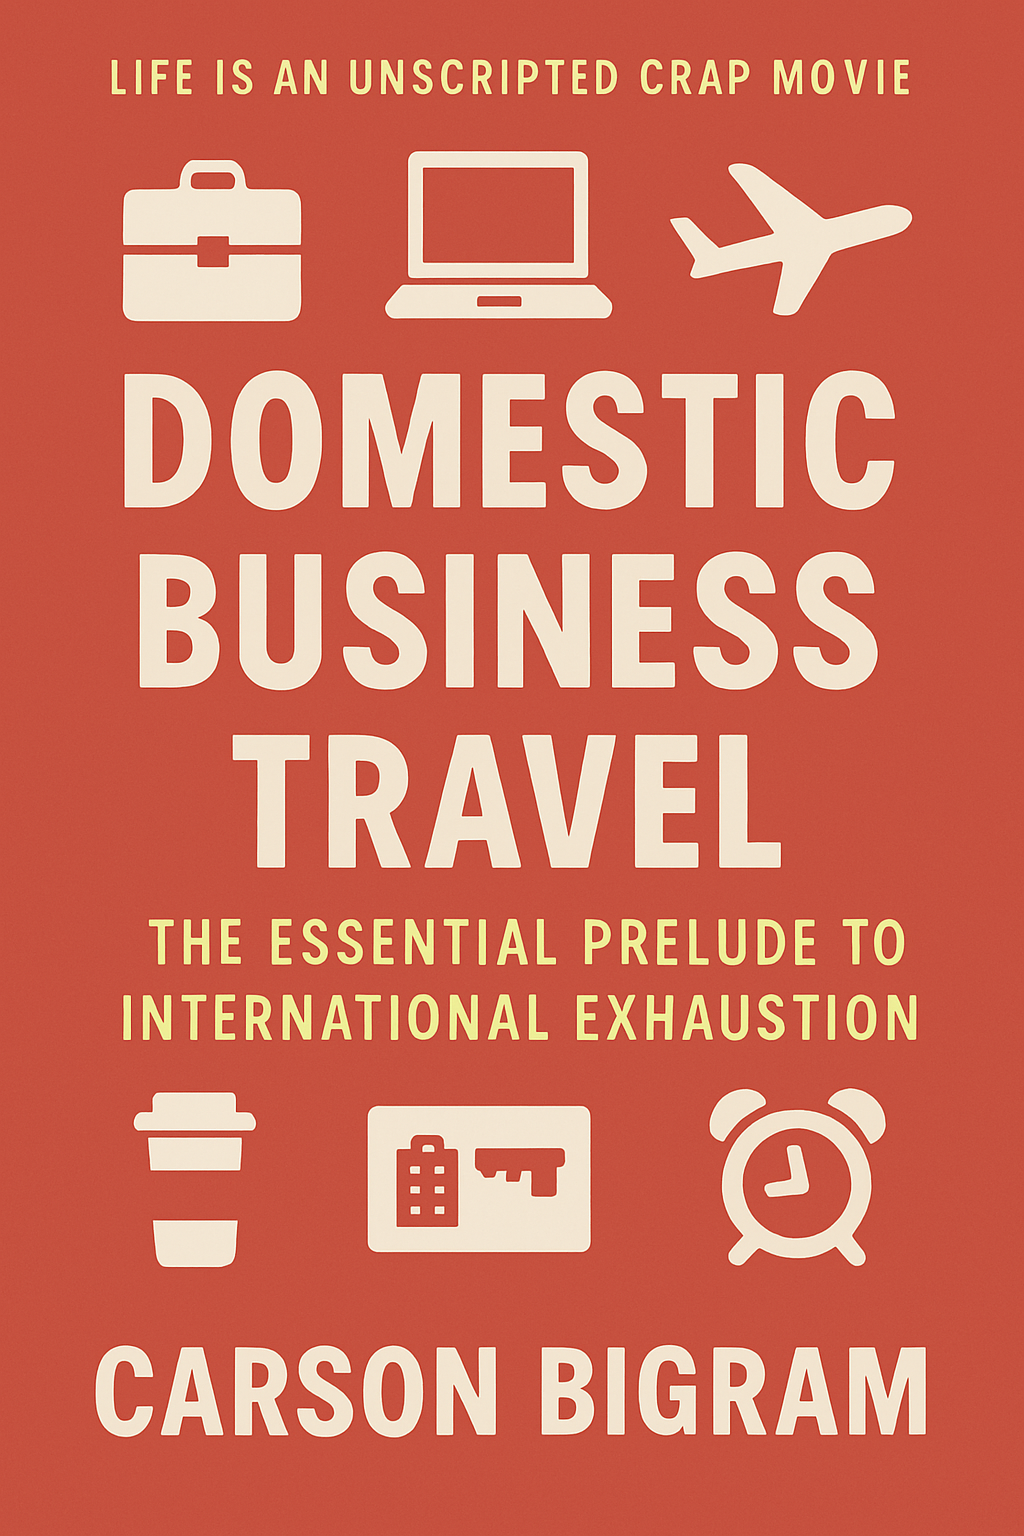 LIFE IS AN UNSCRIPTED CRAP MOVIE
DOMESTIC
BUSINESS
TRAVEL
THE ESSENTIAL PRELUDE TO
INTERNATIONAL EXHAUSTION
CARSON BIGRAM